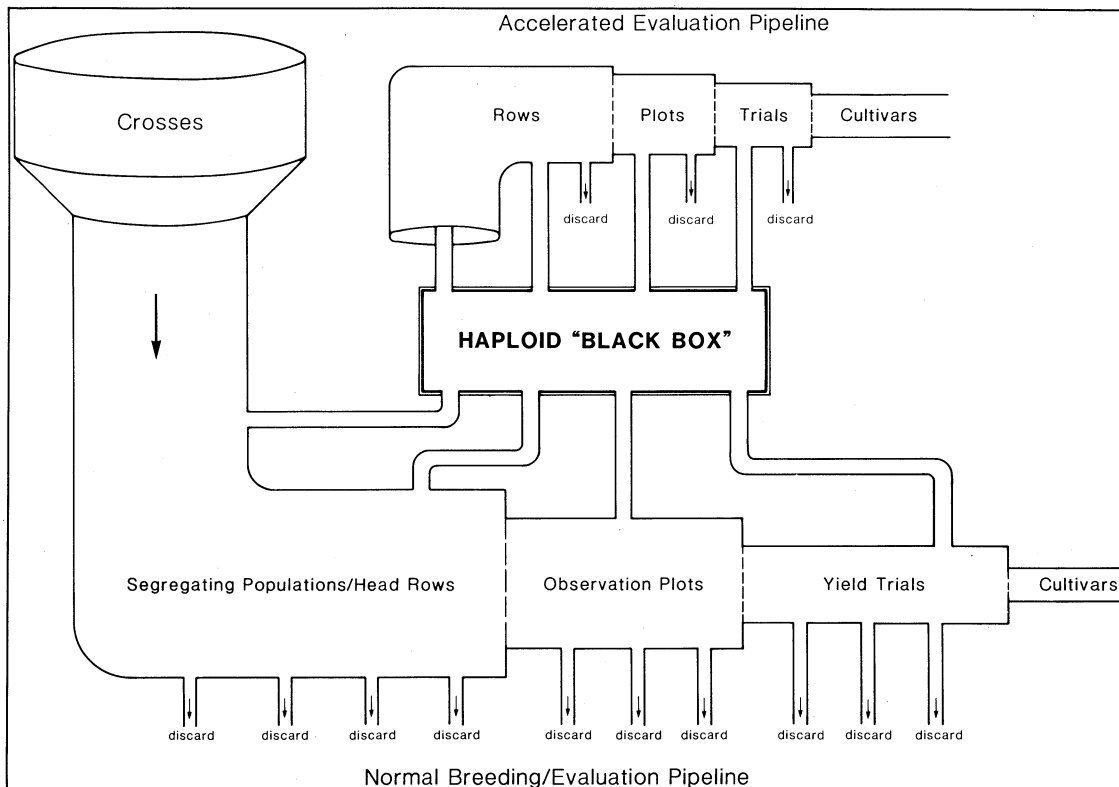 Accelerated Evaluation Pipeline
Crosses
Rows Plots Trials Cultivars
discard discard discard
HAPLOID "BLACK BOX"
Segregating Populations/Head Rows Observation Plots Yield Trials Cultivars
discard discard discard discard discard discard discard discard discard discard
Normal Breeding/Evaluation Pipeline